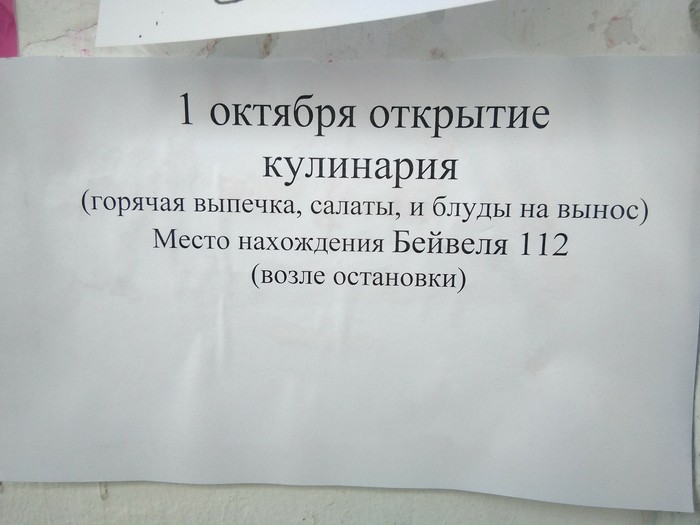 1 октября открытие
кулинария
(горячая выпечка, салаты, и блуды на вынос)
Место нахождения Бейвеля 112
(возле остановки)